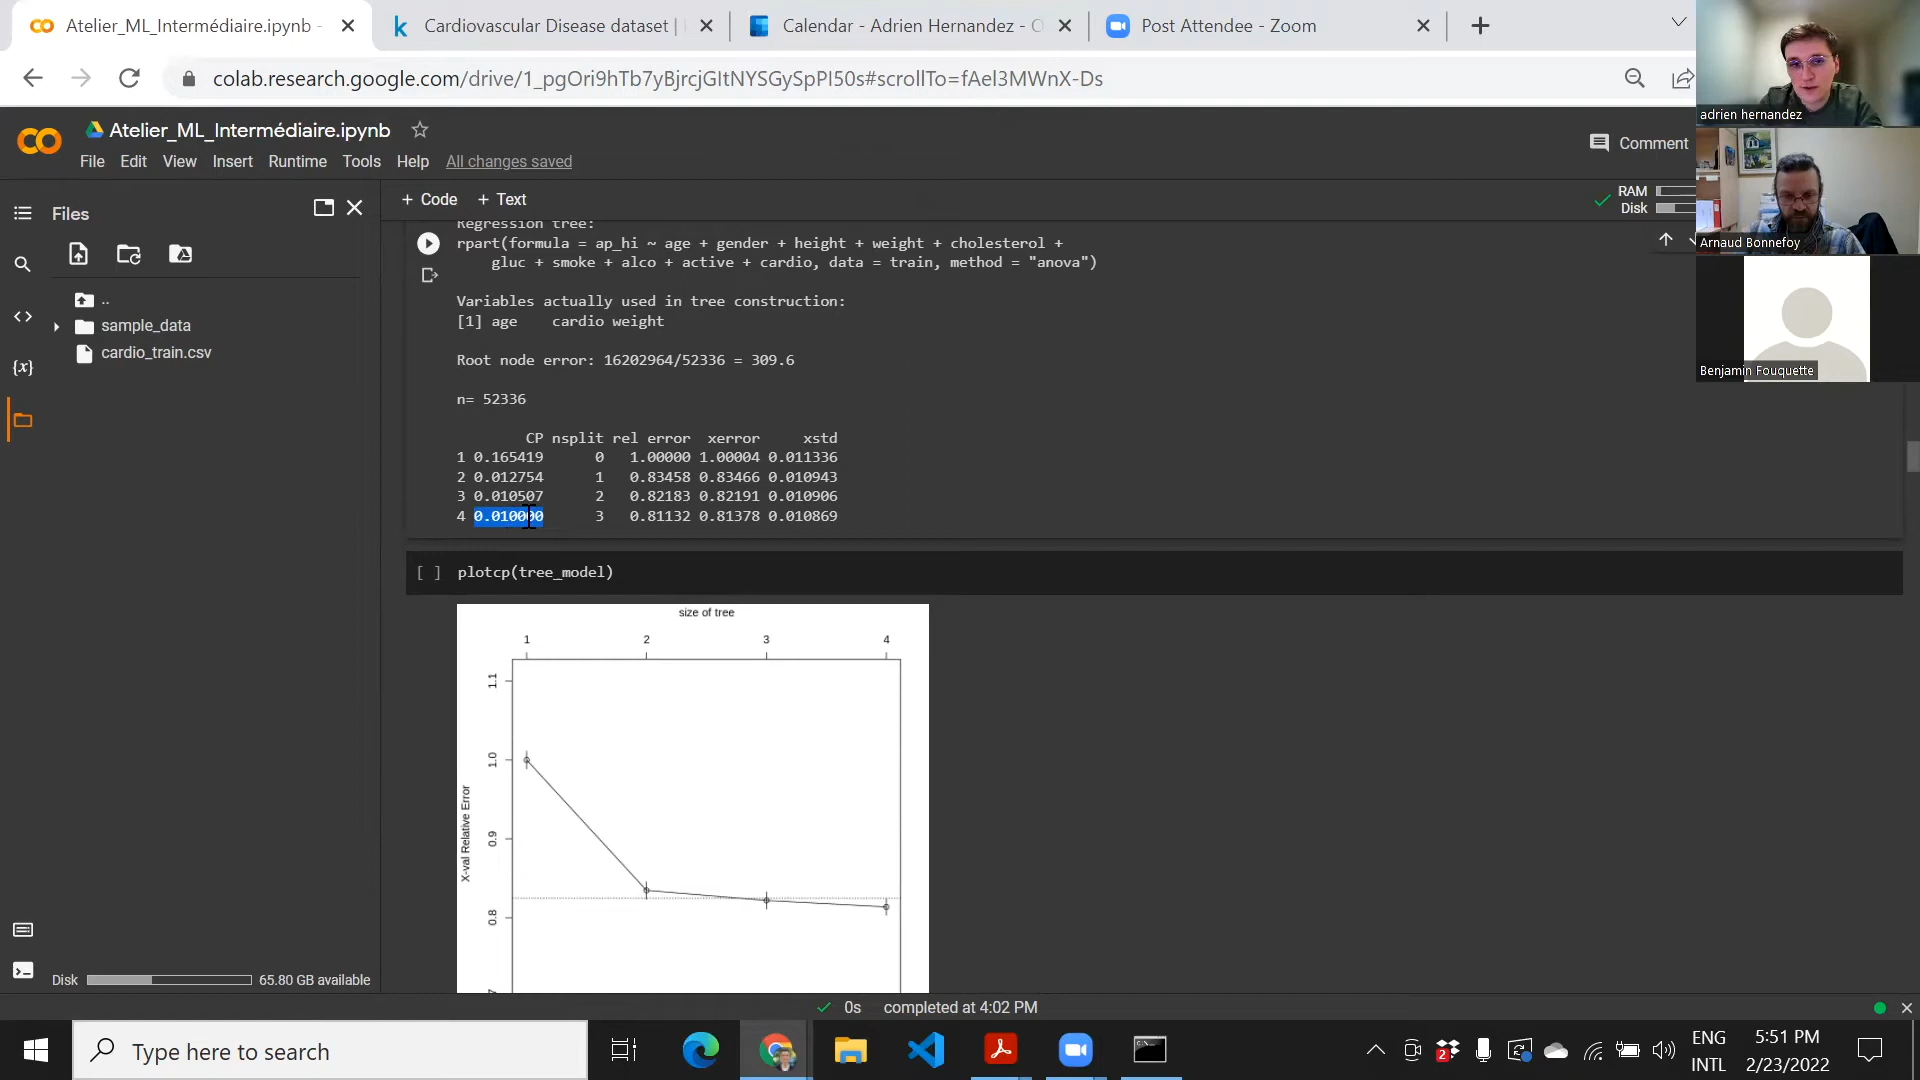 Atelier_ML_Intermédiaire.ipynb -
Cardiovascular Disease dataset |
Calendar - Adrien Hernandez - O
Post Attendee - Zoom
colab.research.google.com/drive/1_pgOri9hTb7yBjrcjGItNYSGySpPI50s#scrollTo=fAel3MWnX-Ds
adrien hernandez
Arnaud Bonnefoy
Benjamin Fouquette
Atelier_ML_Intermédiaire.ipynb
File Edit View Insert Runtime Tools Help All changes saved
Comment
Files
+ Code + Text
RAM
Disk
..
sample_data
cardio_train.csv
Regression tree:
rpart(formula = ap_hi ~ age + gender + height + weight + cholesterol +
gluc + smoke + alco + active + cardio, data = train, method = "anova")
Variables actually used in tree construction:
[1] age cardio weight
Root node error: 16202964/52336 = 309.6
n= 52336
CP nsplit rel error xerror xstd
1 0.165419 0 1.00000 1.00004 0.011336
2 0.012754 1 0.83458 0.83466 0.010943
3 0.010507 2 0.82183 0.82191 0.010906
4 0.010000 3 0.81132 0.81378 0.010869
[ ] plotcp(tree_model)
size of tree
1 2 3 4
1.1
1.0
0.9
0.8
X-val Relative Error
Disk 65.80 GB available
0s completed at 4:02 PM
Type here to search
2
ENG
INTL
5:51 PM
2/23/2022